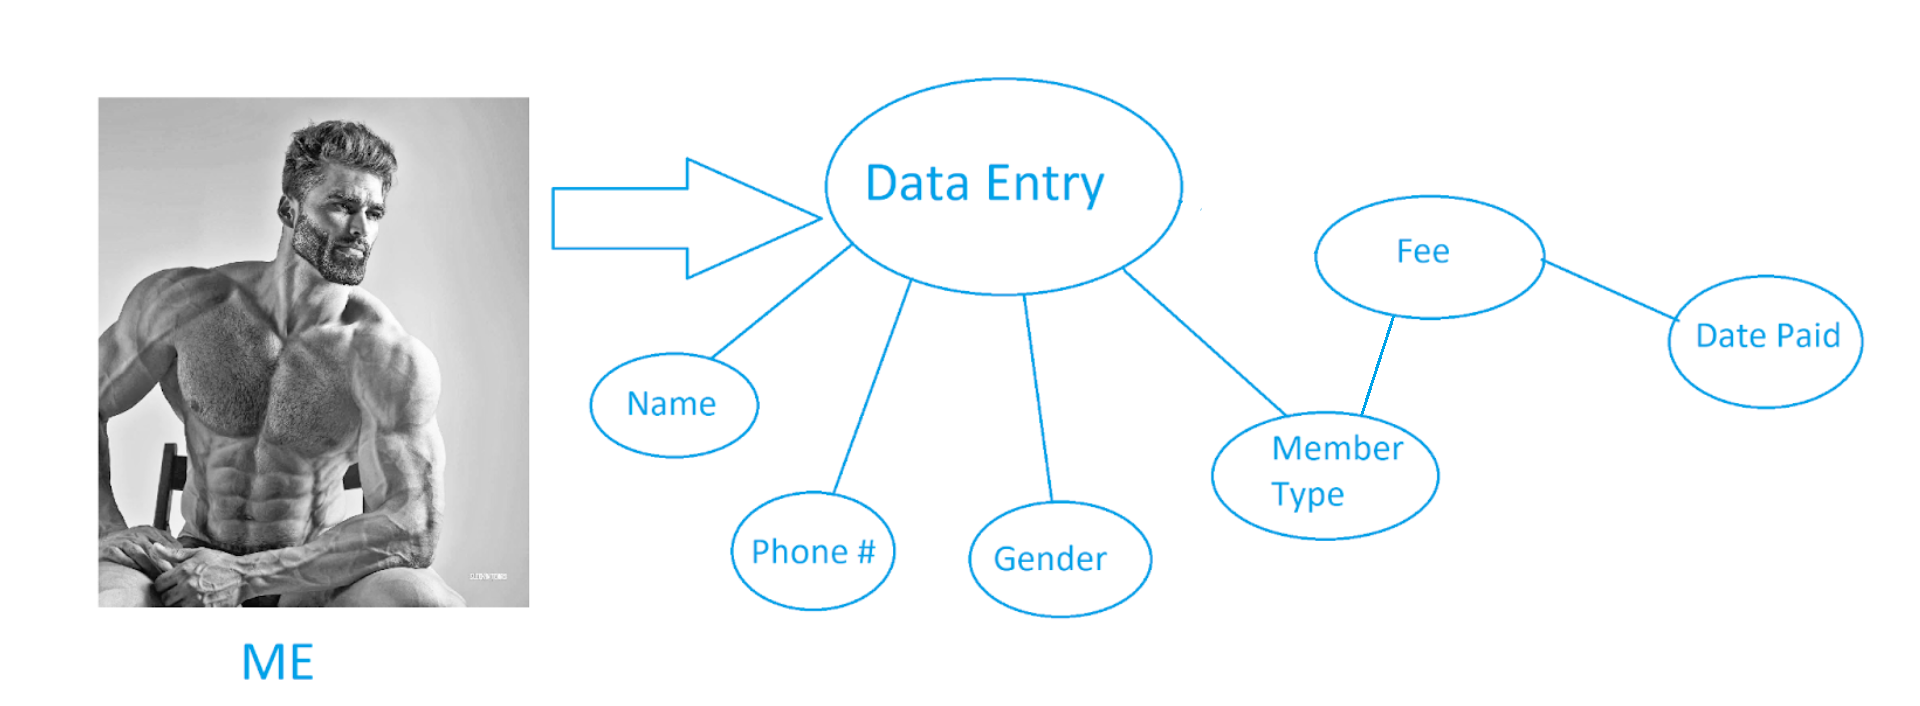 Data Entry
Fee
Date Paid
Name
Member
Type
Phone #
Gender
ME